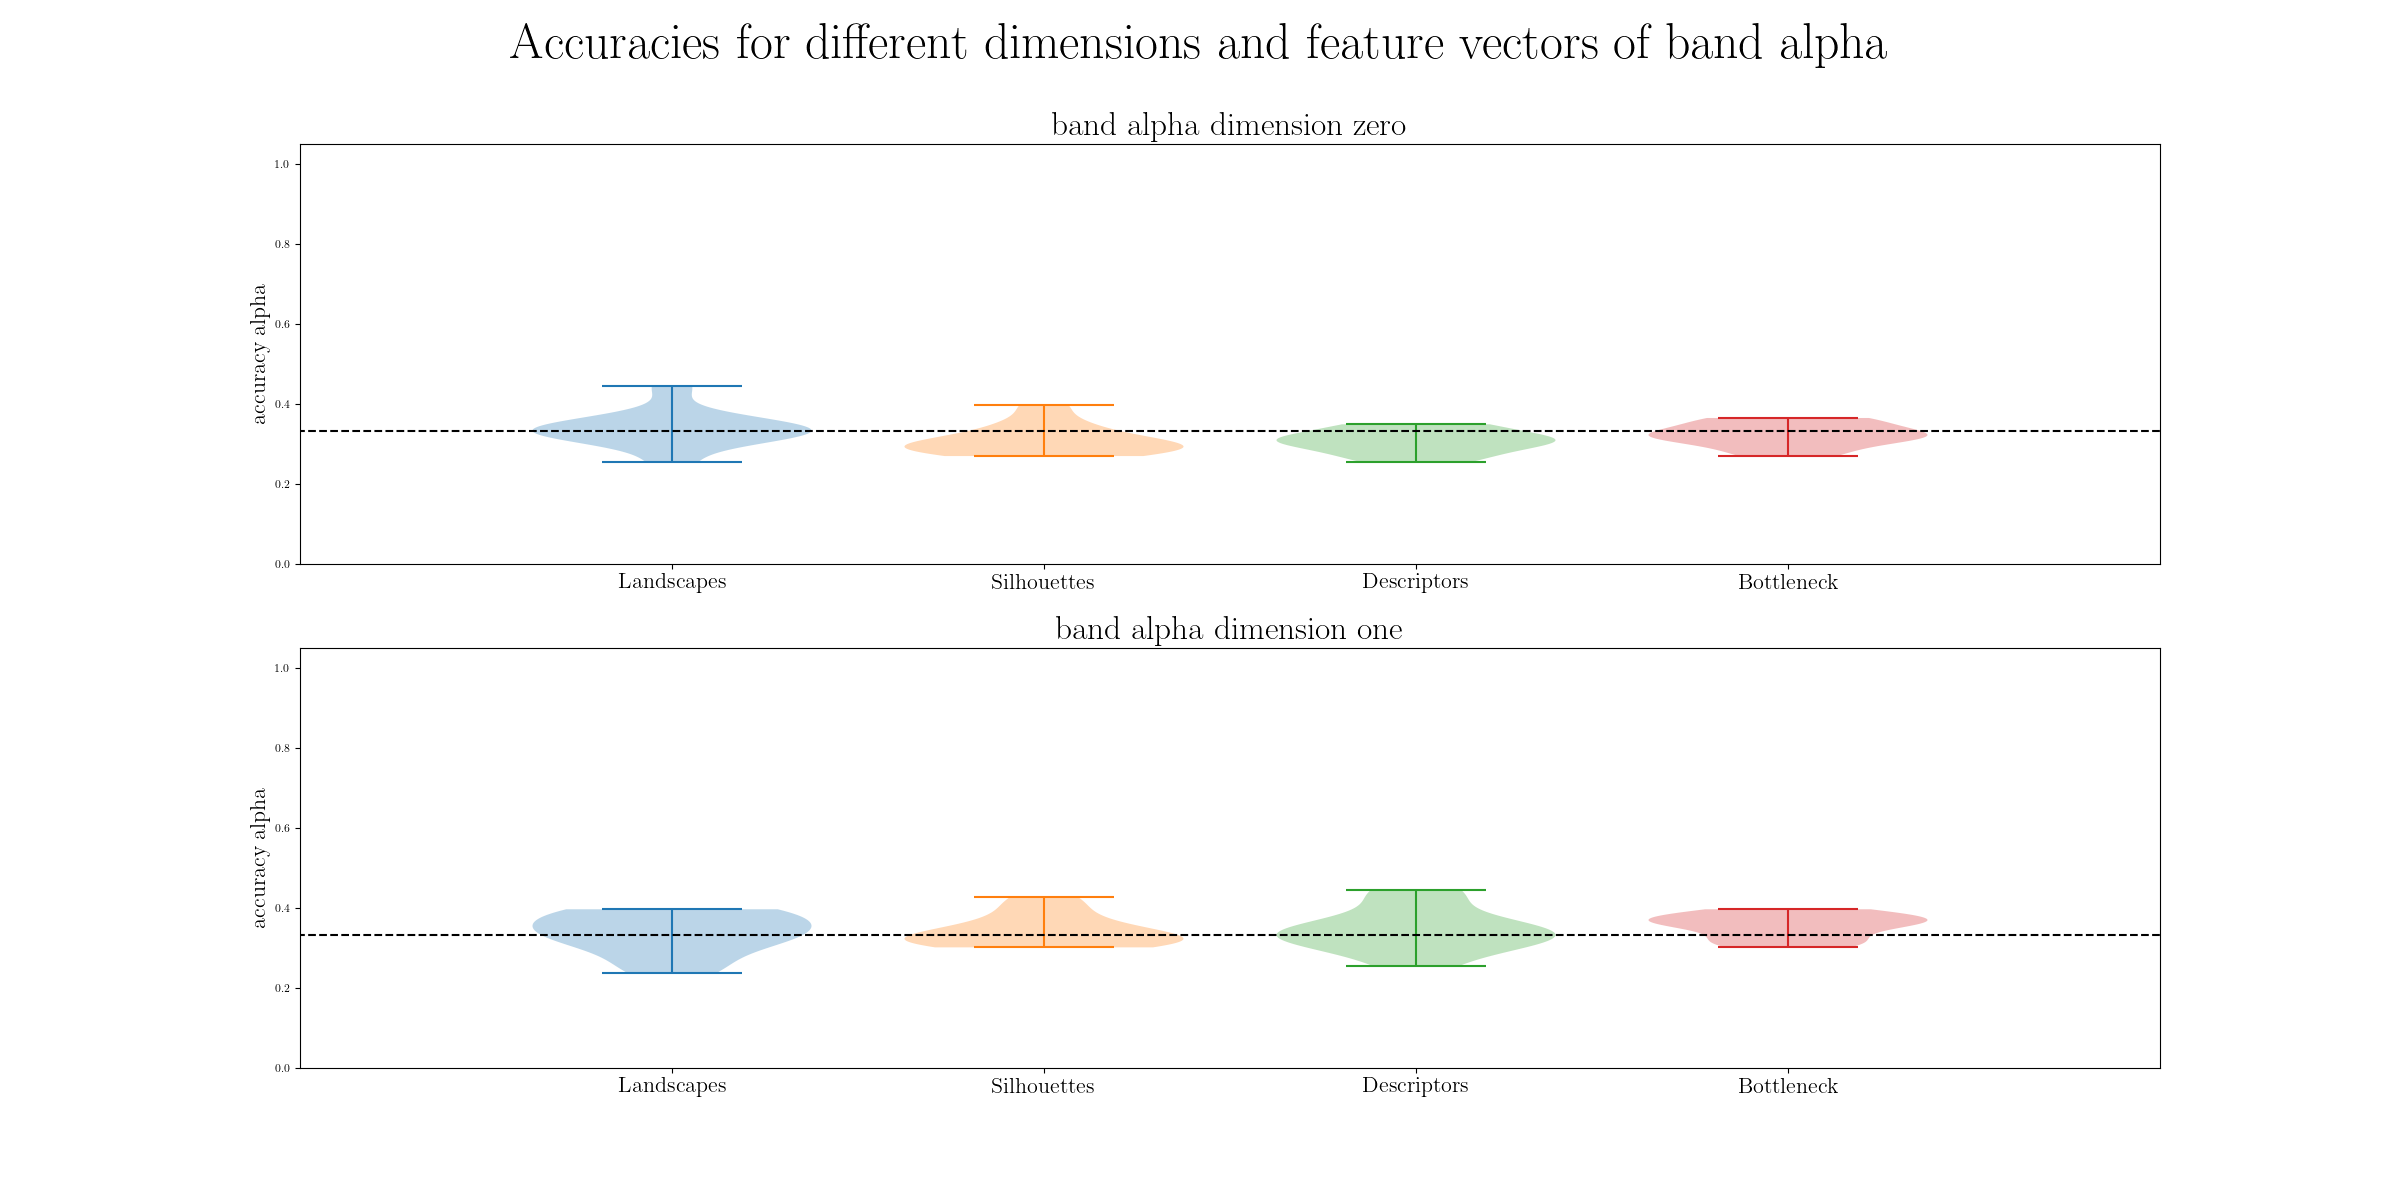 Accuracies for different dimensions and feature vectors of band alpha
band alpha dimension zero
accuracy alpha
1.0
0.8
0.6
0.4
0.2
0.0
Landscapes Silhouettes Descriptors Bottleneck
band alpha dimension one
accuracy alpha
1.0
0.8
0.6
0.4
0.2
0.0
Landscapes Silhouettes Descriptors Bottleneck